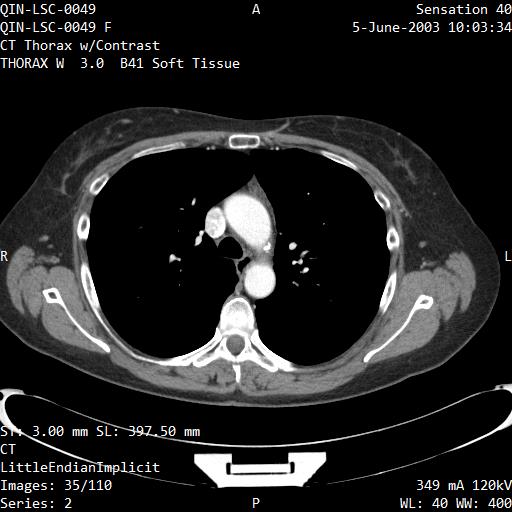 QIN-LSC-0049 A Sensation 40
QIN-LSC-0049 F 5-June-2003 10:03:34
CT Thorax w/Contrast
THORAX W 3.0 B41 Soft Tissue
R L
ST: 3.00 mm SL: 397.50 mm
CT
LittleEndianImplicit
Images: 35/110 349 mA 120kV
Series: 2 P WL: 40 WW: 400